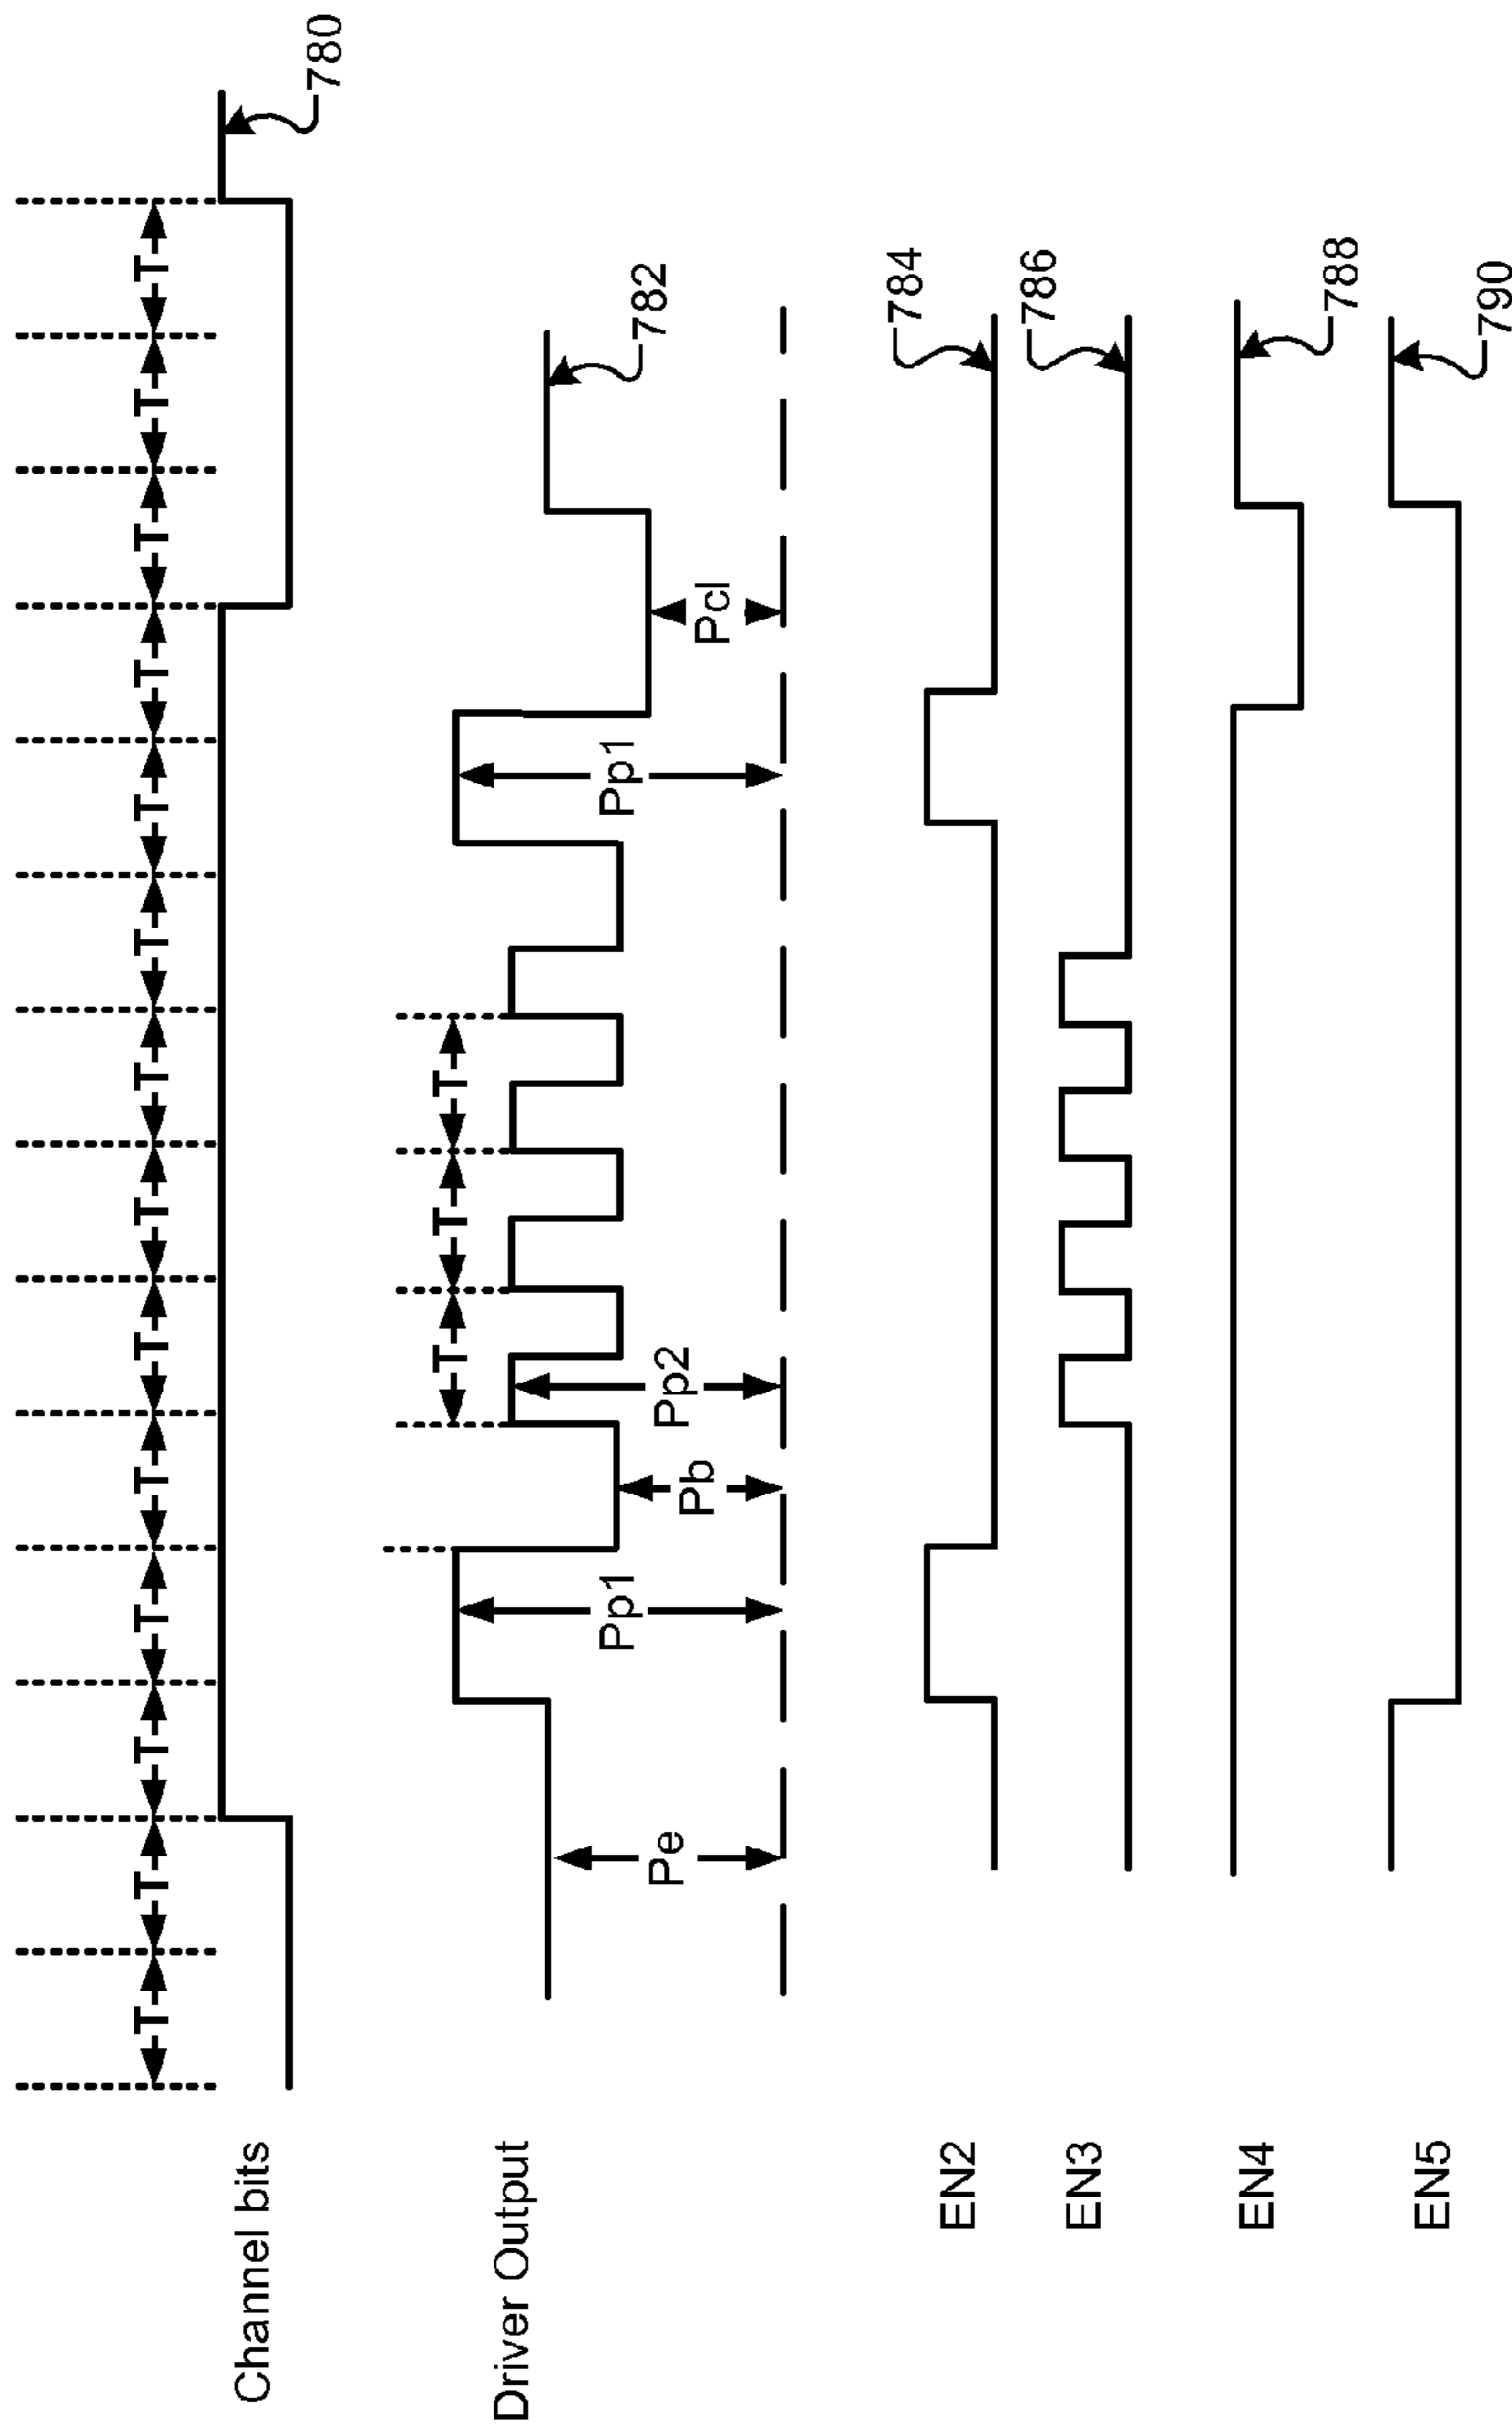 T T T T T T T T T T T T T T
Channel bits
780
T T T
Driver Output
782
Pe
Pp1
Pb
Pp2
Pp1
Pcl
EN2
784
EN3
786
EN4
788
EN5
790